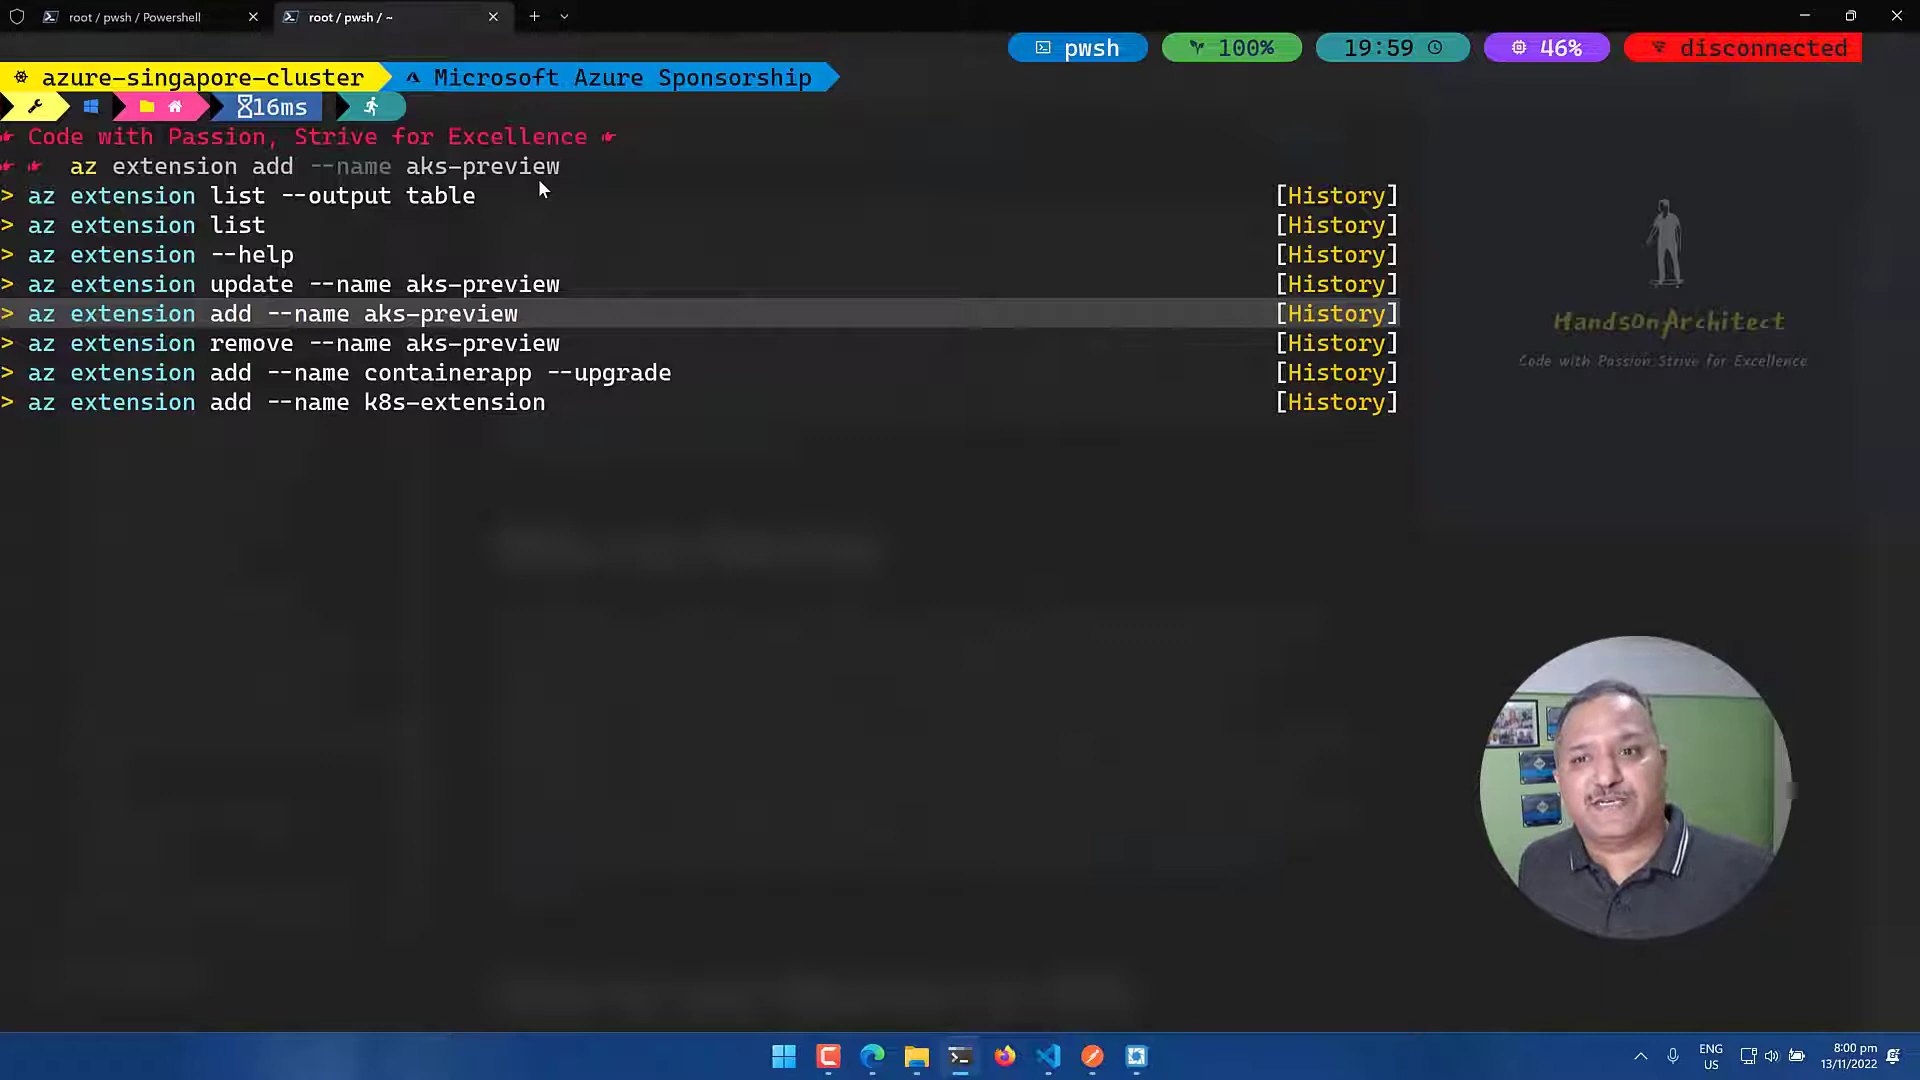 root / pwsh / Powershell
root / pwsh / ~
pwsh
100%
19:59
46%
disconnected
azure-singapore-cluster
Microsoft Azure Sponsorship
16ms
Code with Passion, Strive for Excellence
az extension add --name aks-preview
> az extension list --output table [History]
> az extension list [History]
> az extension --help [History]
> az extension update --name aks-preview [History]
> az extension add --name aks-preview [History]
> az extension remove --name aks-preview [History]
> az extension add --name containerapp --upgrade [History]
> az extension add --name k8s-extension [History]
HandsOnArchitect
Code with Passion Strive for Excellence
ENG
US
8:00 pm
13/11/2022